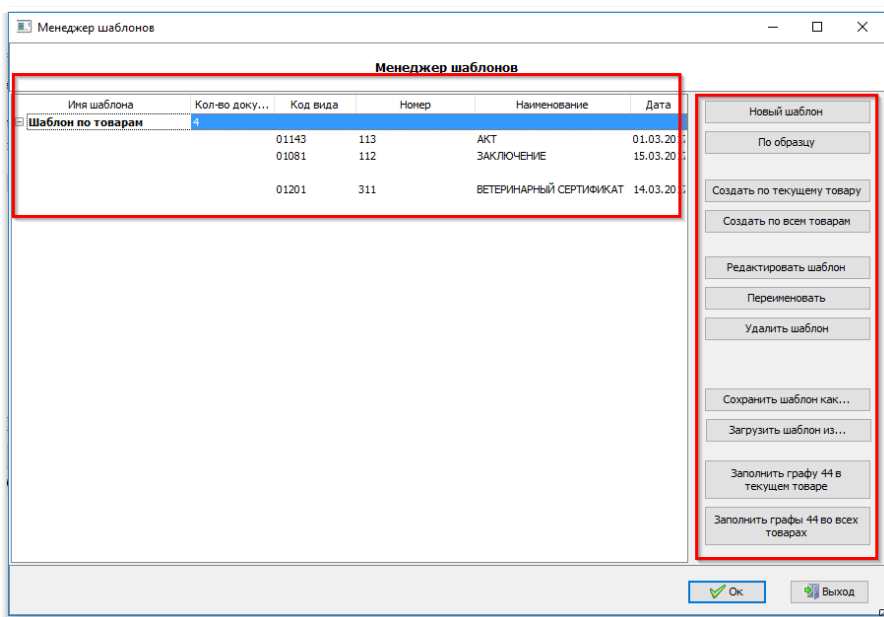 Менеджер шаблонов
Менеджер шаблонов
Имя шаблона Кол-во доку... Код вида Номер Наименование Дата
Шаблон по товарам 4
01143 113 АКТ 01.03.2017
01081 112 ЗАКЛЮЧЕНИЕ 15.03.2017
01201 311 ВЕТЕРИНАРНЫЙ СЕРТИФИКАТ 14.03.2017
Новый шаблон
По образцу
Создать по текущему товару
Создать по всем товарам
Редактировать шаблон
Переименовать
Удалить шаблон
Сохранить шаблон как...
Загрузить шаблон из...
Заполнить графу 44 в
текущем товаре
Заполнить графы 44 во всех
товарах
Ок
Выход